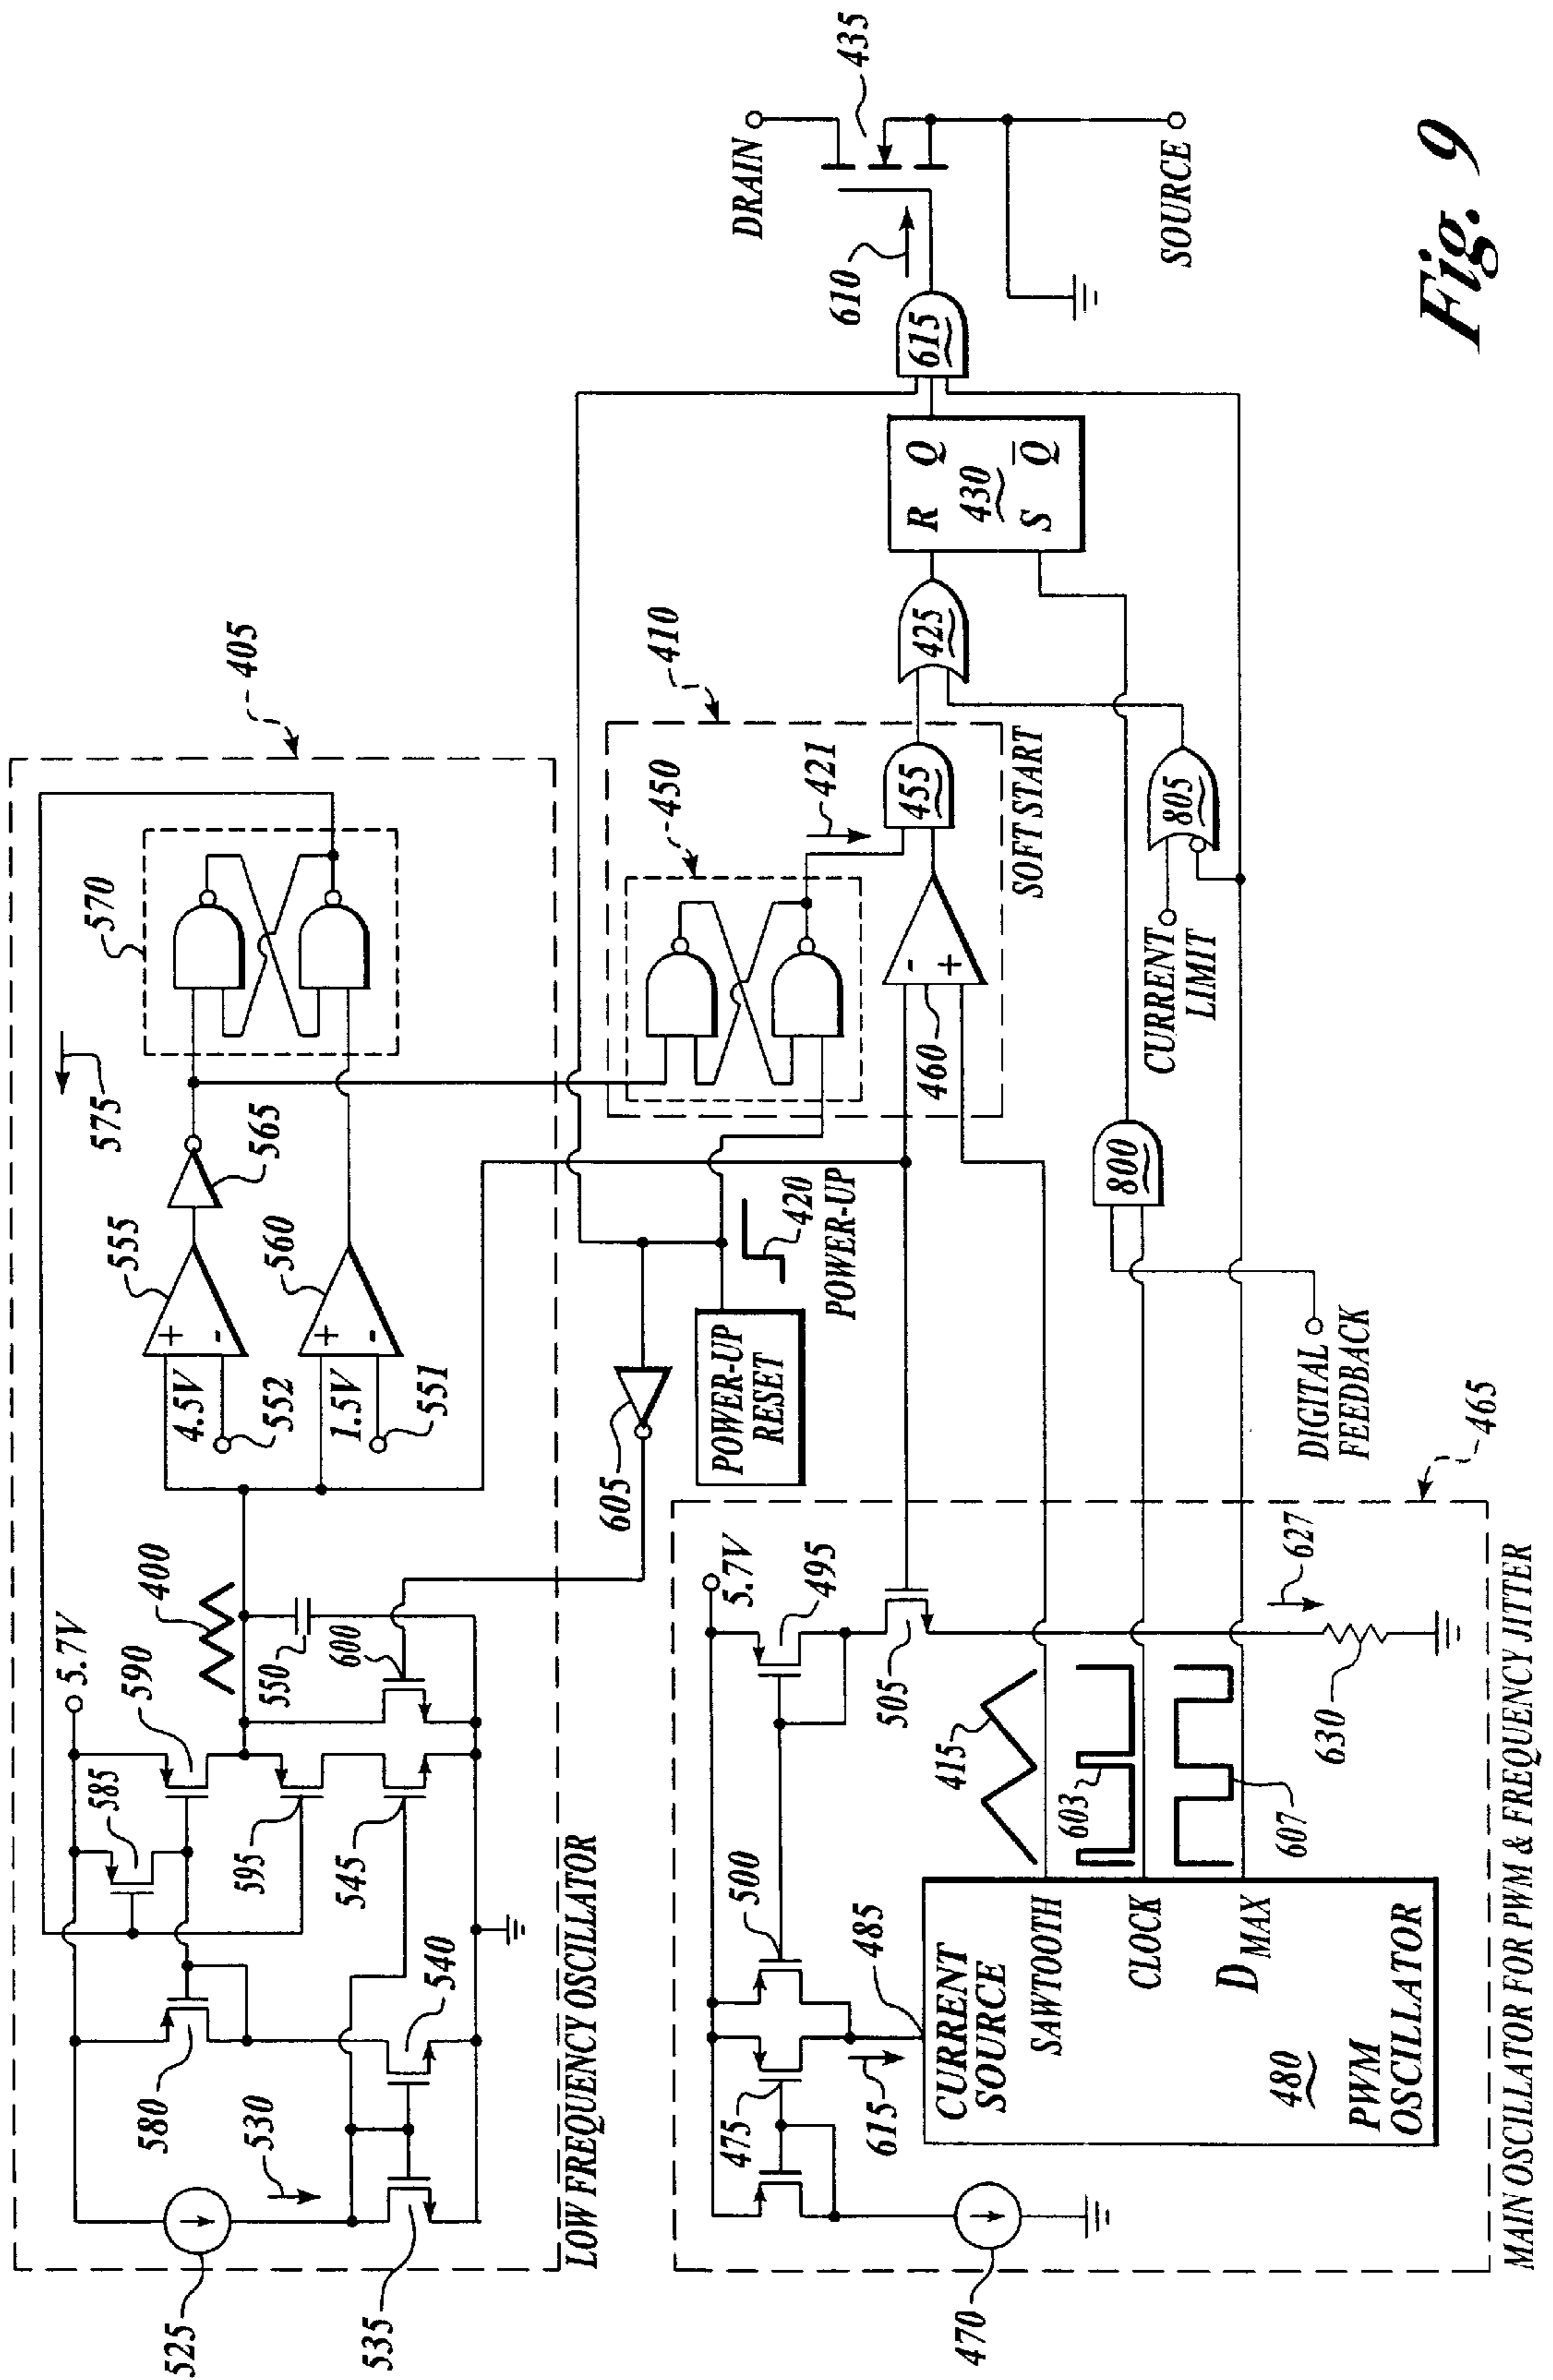 525
535
530
580
540
5.7V
585
590
595
545
400
550
600
4.5V
552
1.5V
551
555
560
565
575
570
405
+
-
+
-
LOW FREQUENCY OSCILLATOR
605
POWER-UP
RESET
420
POWER-UP
450
410
421
455
460
-
+
SOFT START
425
R Q
430
S Q̅
615
610
DRAIN
435
SOURCE
470
475
615
485
500
5.7V
495
505
CURRENT
SOURCE
SAWTOOTH
CLOCK
DMAX
480
PWM
OSCILLATOR
415
603
607
627
630
465
MAIN OSCILLATOR FOR PWM & FREQUENCY JITTER
DIGITAL
FEEDBACK
800
CURRENT
LIMIT
805
Fig. 9